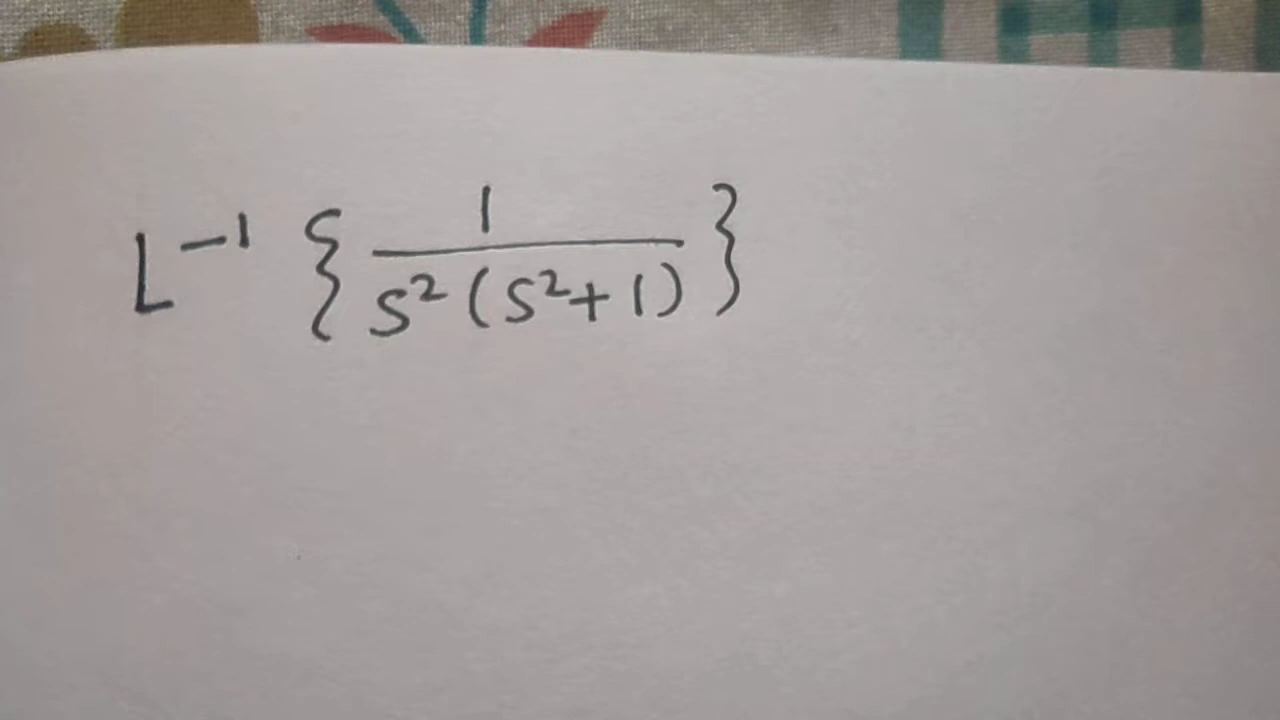 L⁻¹ { 1 / s² (s² + 1) }